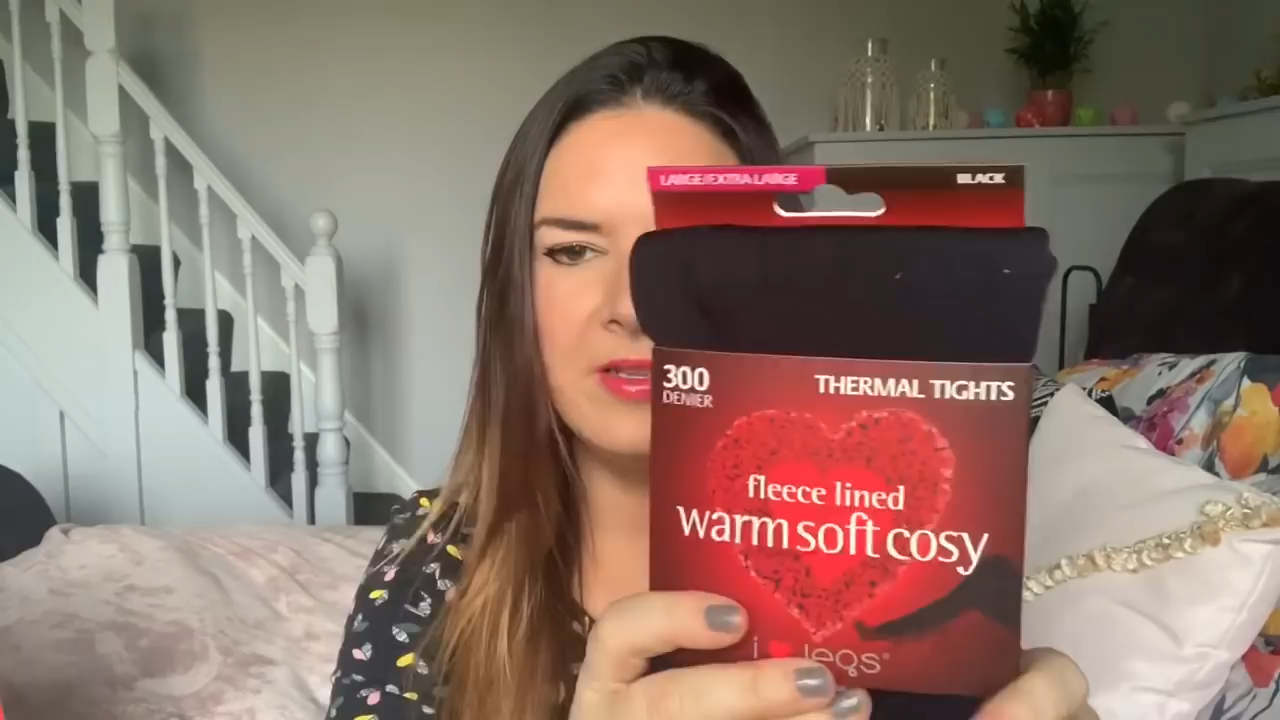 LARGE/EXTRA LARGE
BLACK
300
DENIER
THERMAL TIGHTS
fleece lined
warm soft cosy
i legs®